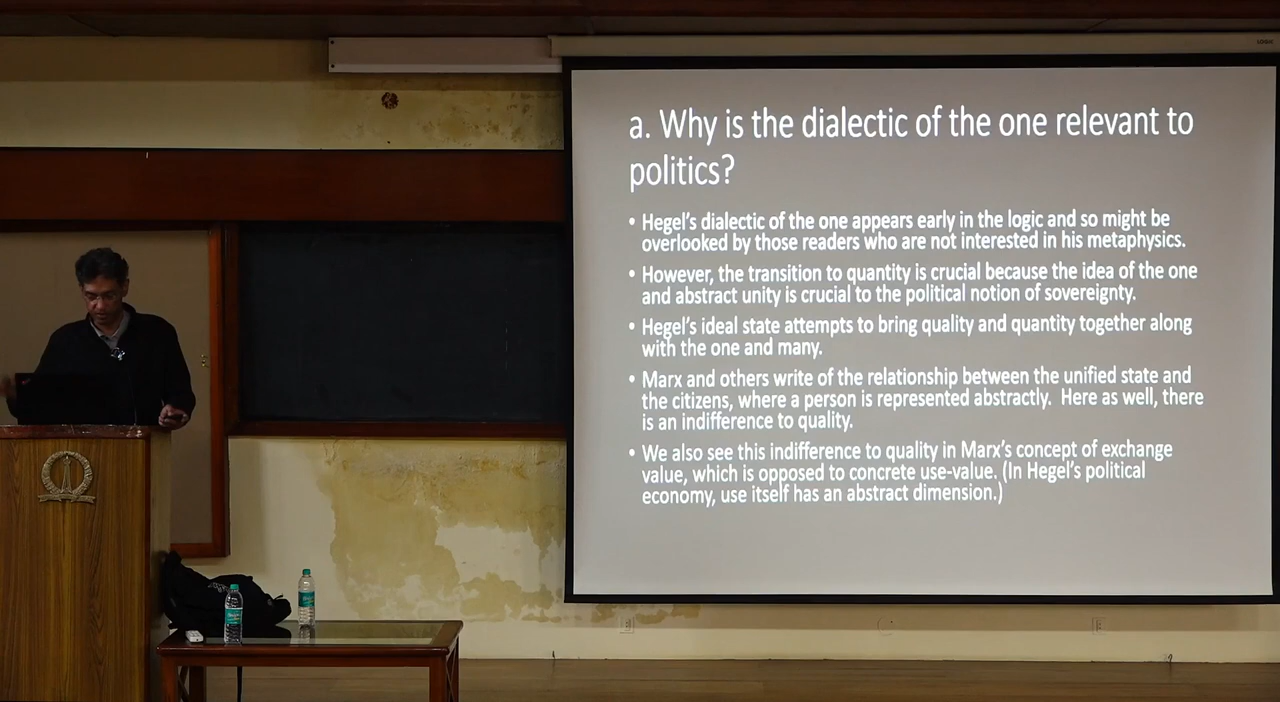 a. Why is the dialectic of the one relevant to
politics?
• Hegel's dialectic of the one appears early in the logic and so might be
overlooked by those readers who are not interested in his metaphysics.
• However, the transition to quantity is crucial because the idea of the one
and abstract unity is crucial to the political notion of sovereignty.
• Hegel's ideal state attempts to bring quality and quantity together along
with the one and many.
• Marx and others write of the relationship between the unified state and
the citizens, where a person is represented abstractly.  Here as well, there
is an indifference to quality.
• We also see this indifference to quality in Marx's concept of exchange
value, which is opposed to concrete use-value. (In Hegel's political
economy, use itself has an abstract dimension.)